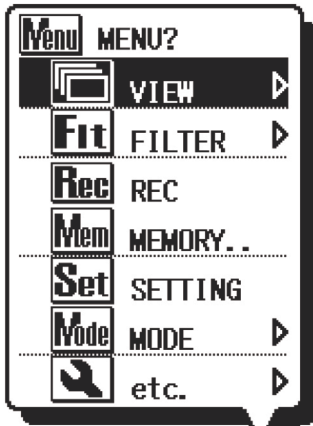 Menu MENU?
VIEW
Flt FILTER
Rec REC
Mem MEMORY..
Set SETTING
Mode MODE
etc.